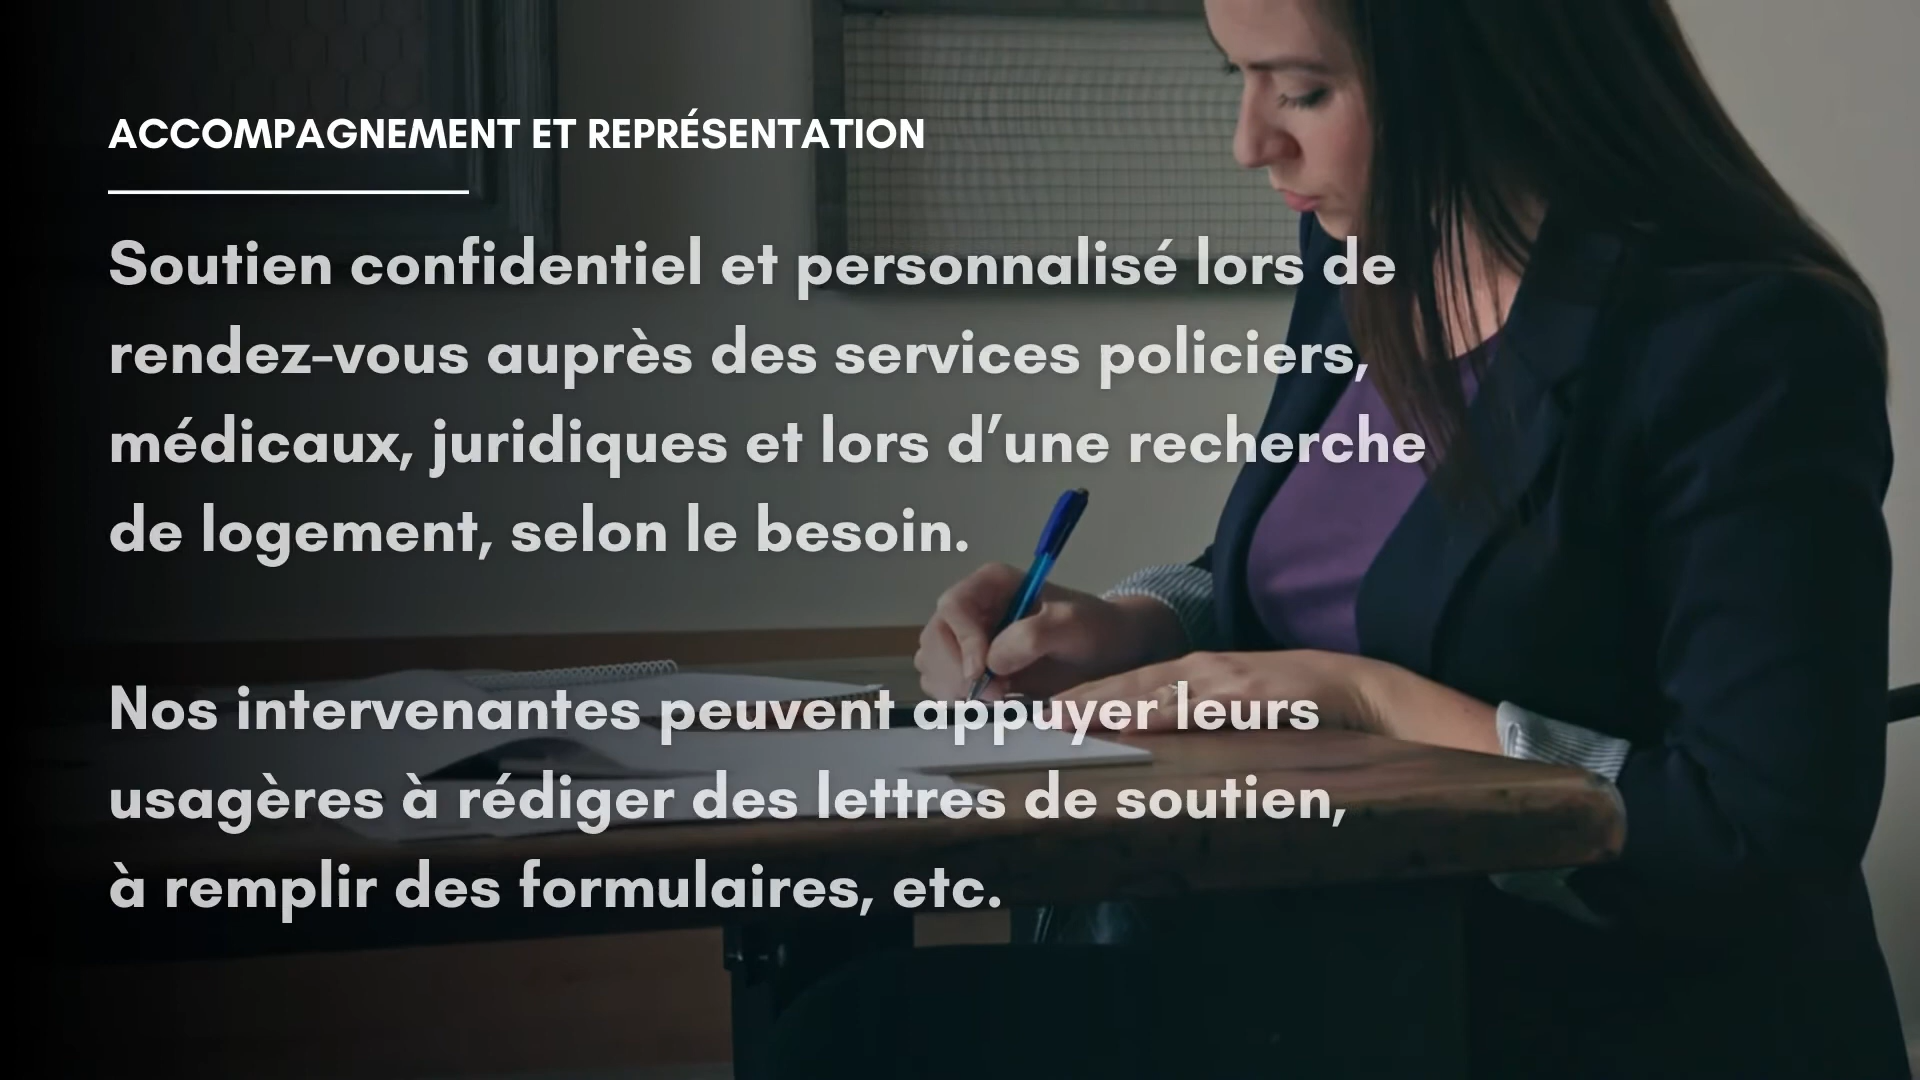 ACCOMPAGNEMENT ET REPRÉSENTATION
Soutien confidentiel et personnalisé lors de
rendez-vous auprès des services policiers,
médicaux, juridiques et lors d’une recherche
de logement, selon le besoin.
Nos intervenantes peuvent appuyer leurs
usagères à rédiger des lettres de soutien,
à remplir des formulaires, etc.